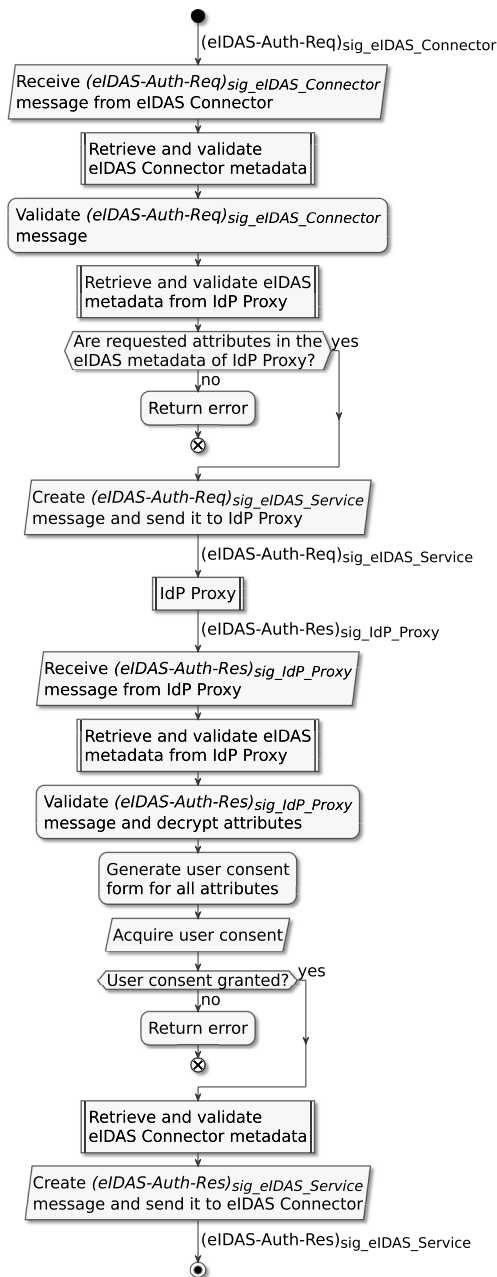 (eIDAS-Auth-Req)sig_eIDAS_Connector
Receive (eIDAS-Auth-Req)sig_eIDAS_Connector
message from eIDAS Connector
Retrieve and validate
eIDAS Connector metadata
Validate (eIDAS-Auth-Req)sig_eIDAS_Connector
message
Retrieve and validate eIDAS
metadata from IdP Proxy
Are requested attributes in the
eIDAS metadata of IdP Proxy?
yes
no
Return error
Create (eIDAS-Auth-Req)sig_eIDAS_Service
message and send it to IdP Proxy
(eIDAS-Auth-Req)sig_eIDAS_Service
IdP Proxy
(eIDAS-Auth-Res)sig_IdP_Proxy
Receive (eIDAS-Auth-Res)sig_IdP_Proxy
message from IdP Proxy
Retrieve and validate eIDAS
metadata from IdP Proxy
Validate (eIDAS-Auth-Res)sig_IdP_Proxy
message and decrypt attributes
Generate user consent
form for all attributes
Acquire user consent
User consent granted?
yes
no
Return error
Retrieve and validate
eIDAS Connector metadata
Create (eIDAS-Auth-Res)sig_eIDAS_Service
message and send it to eIDAS Connector
(eIDAS-Auth-Res)sig_eIDAS_Service